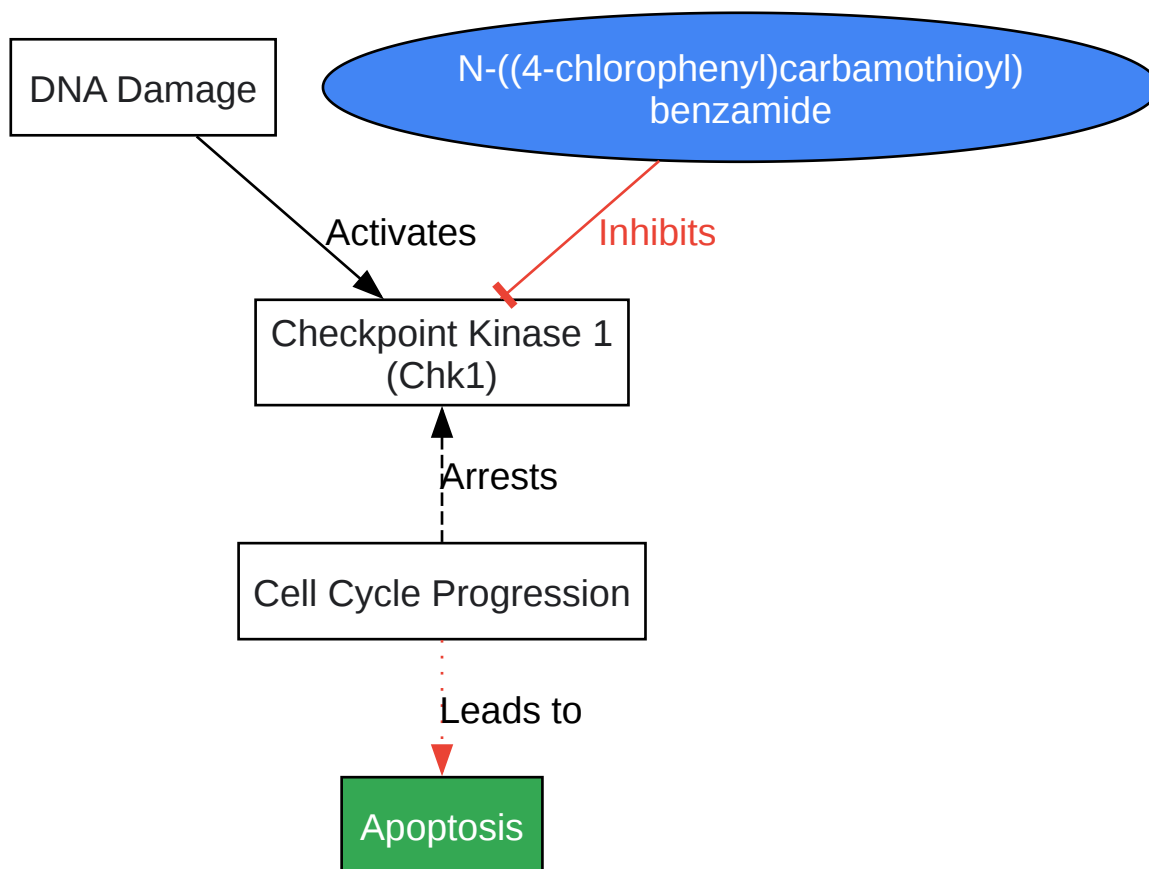 DNA Damage
N-((4-chlorophenyl)carbamothioyl)
benzamide
Activates
Inhibits
Checkpoint Kinase 1
(Chk1)
Arrests
Cell Cycle Progression
Leads to
Apoptosis